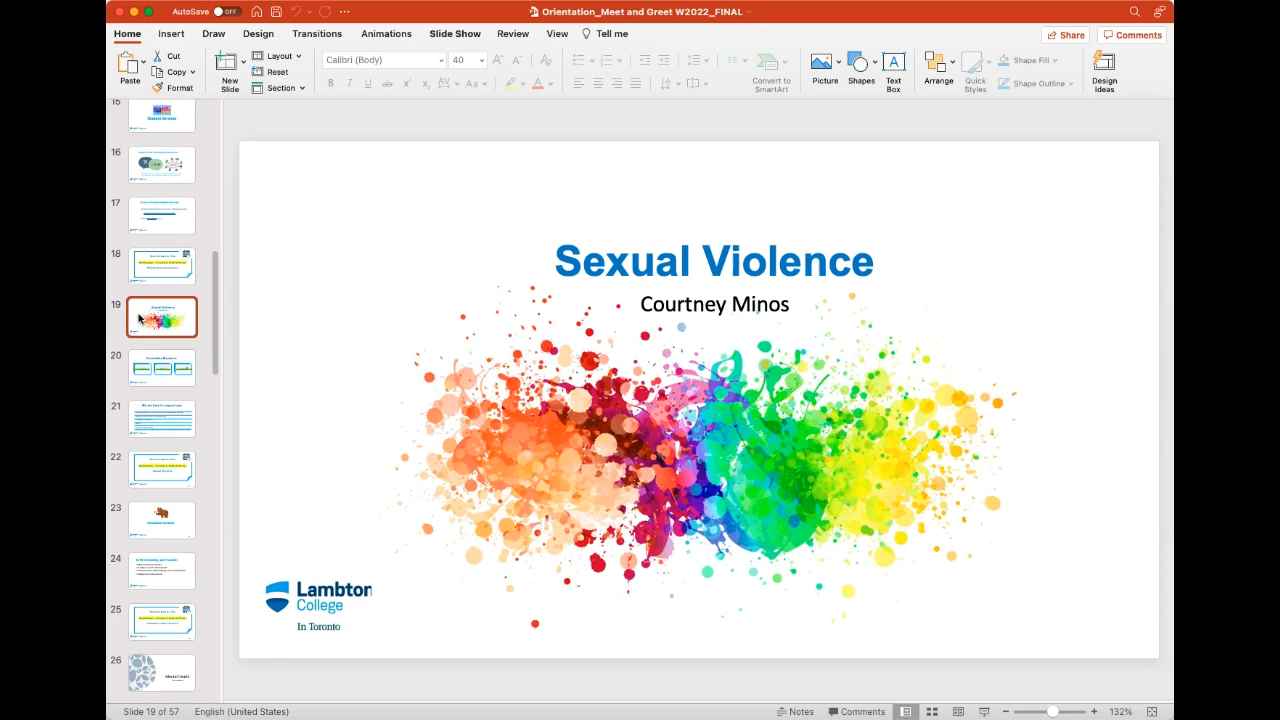 AutoSave OFF
Orientation_Meet and Greet W2022_FINAL
Home Insert Draw Design Transitions Animations Slide Show Review View Tell me
Share Comments
Paste
Cut
Copy
Format
New Slide
Layout
Reset
Section
Calibri (Body) 40
Convert to SmartArt
Picture
Shapes
Text Box
Arrange
Quick Styles
Shape Fill
Shape Outline
Design Ideas
16
17
18
19
20
21
22
23
24
25
26
Sexual Violence
Courtney Minos
Lambton
College
In Toronto
Slide 19 of 57 English (United States) Notes Comments 132%